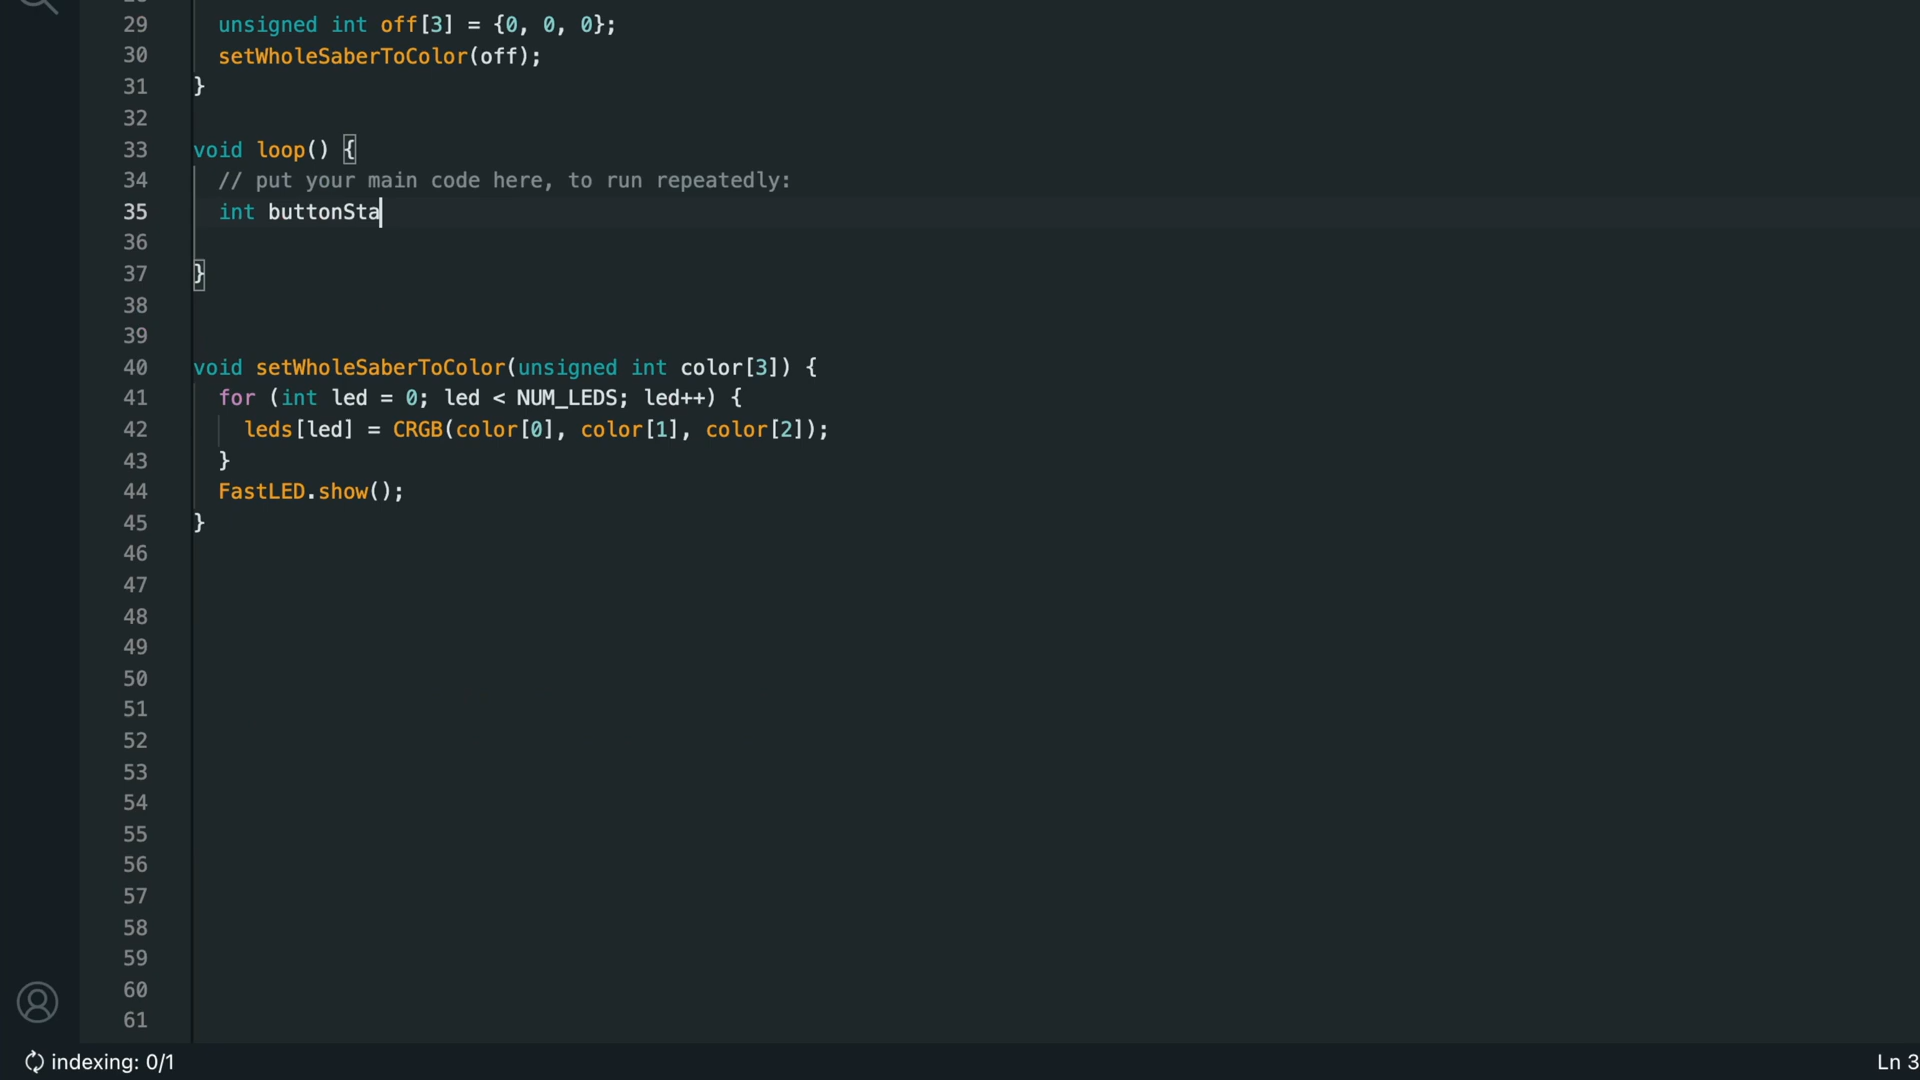 29 unsigned int off[3] = {0, 0, 0};
30 setWholeSaberToColor(off);
31 }
32
33 void loop() {
34 // put your main code here, to run repeatedly:
35 int buttonSta
36
37 }
38
39
40 void setWholeSaberToColor(unsigned int color[3]) {
41 for (int led = 0; led < NUM_LEDS; led++) {
42 leds[led] = CRGB(color[0], color[1], color[2]);
43 }
44 FastLED.show();
45 }
46
47
48
49
50
51
52
53
54
55
56
57
58
59
60
61
indexing: 0/1
Ln 3